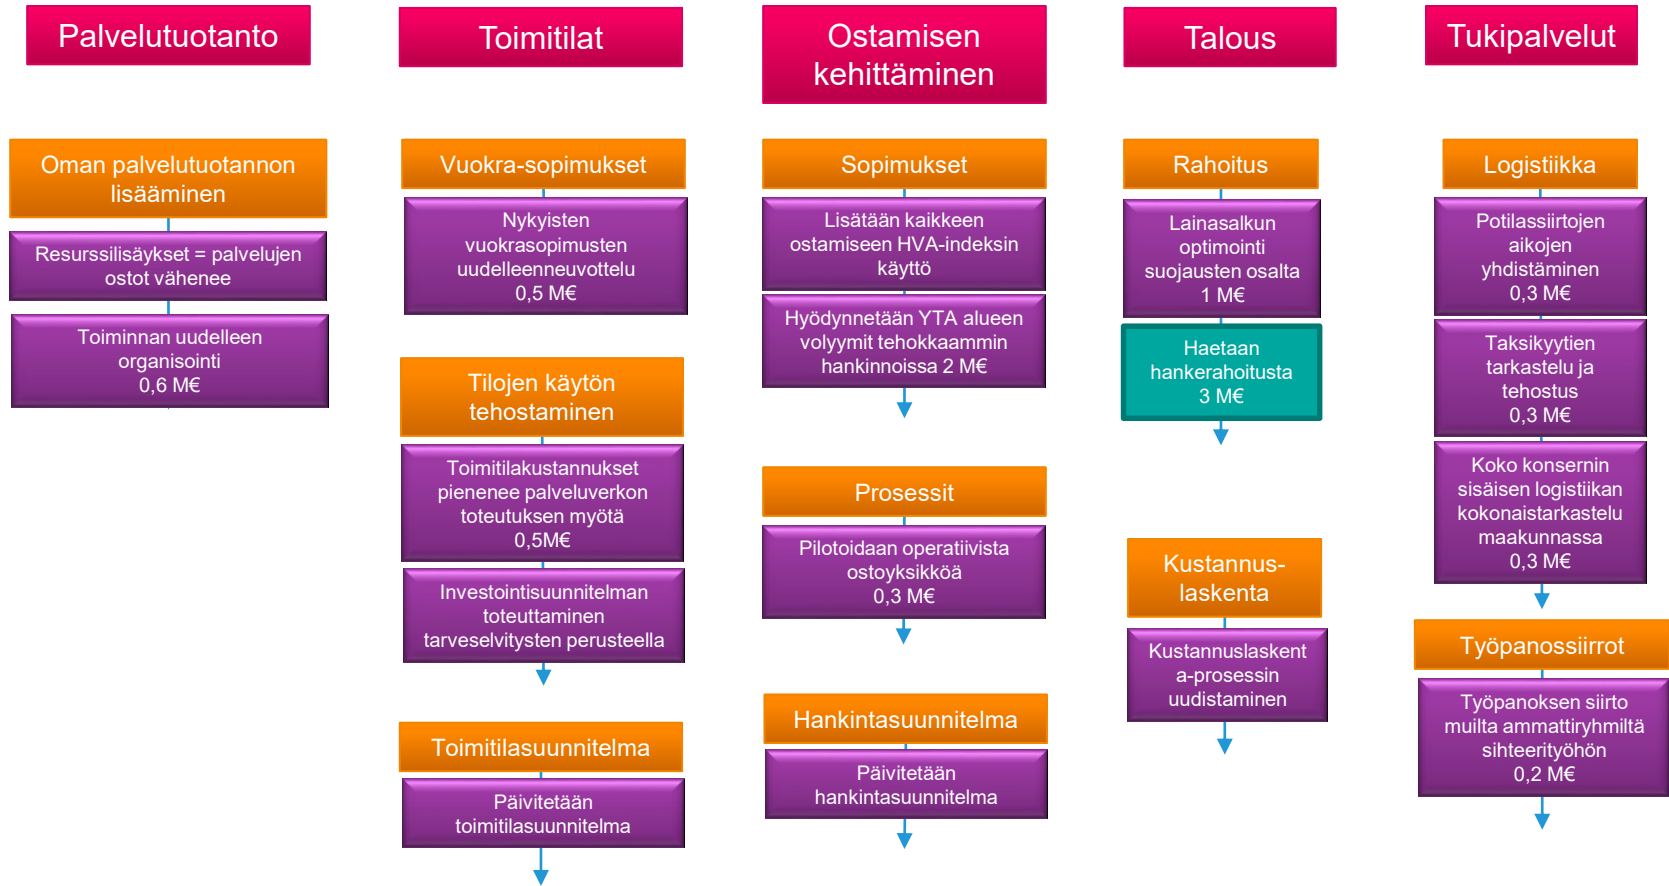 Palvelutuotanto
Oman palvelutuotannon
lisääminen
Resurssilisäykset = palvelujen
ostot vähenee
Toiminnan uudelleen
organisointi
0,6 M€
Toimitilat
Vuokra-sopimukset
Nykyisten
vuokrasopimusten
uudelleenneuvottelu
0,5 M€
Tilojen käytön
tehostaminen
Toimitilakustannukset
pienenee palveluverkon
toteutuksen myötä
0,5M€
Investointisuunnitelman
toteuttaminen
tarveselvitysten perusteella
Toimitilasuunnitelma
Päivitetään
toimitilasuunnitelma
Ostamisen
kehittäminen
Sopimukset
Lisätään kaikkeen
ostamiseen HVA-indeksin
käyttö
Hyödynnetään YTA alueen
volyymit tehokkaammin
hankinnoissa 2 M€
Prosessit
Pilotoidaan operatiivista
ostoyksikköä
0,3 M€
Hankintasuunnitelma
Päivitetään
hankintasuunnitelma
Talous
Rahoitus
Lainasalkun
optimointi
suojausten osalta
1 M€
Haetaan
hankerahoitusta
3 M€
Kustannus-
laskenta
Kustannuslaskent
a-prosessin
uudistaminen
Tukipalvelut
Logistiikka
Potilassiirtojen
aikojen
yhdistäminen
0,3 M€
Taksikyytien
tarkastelu ja
tehostus
0,3 M€
Koko konsernin
sisäisen logistiikan
kokonaistarkastelu
maakunnassa
0,3 M€
Työpanossiirrot
Työpanoksen siirto
muilta ammattiryhmiltä
sihteerityöhön
0,2 M€